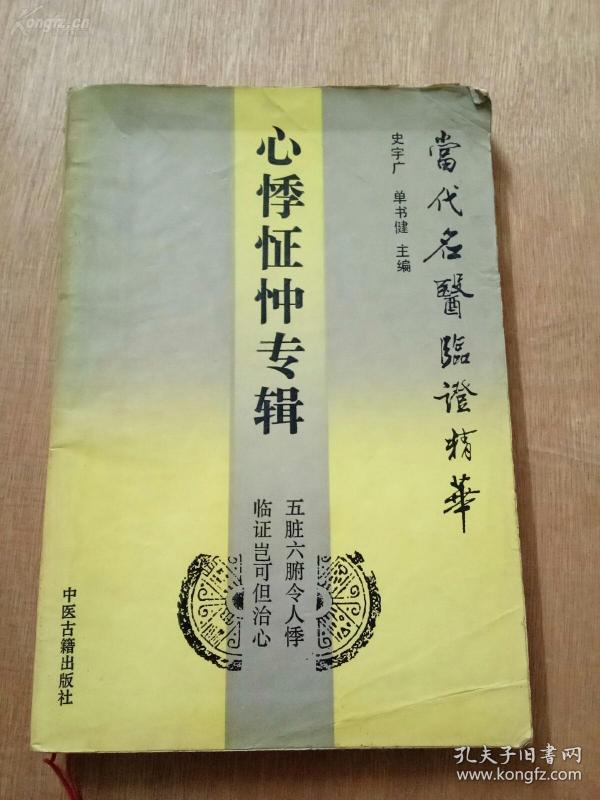 Kongfz.cn
當代名醫臨證精華
史宇广 单书健 主编
心悸怔忡专辑
五脏六腑令人悸
临证岂可但治心
中医古籍出版社
孔夫子旧书网
www.kongfz.com